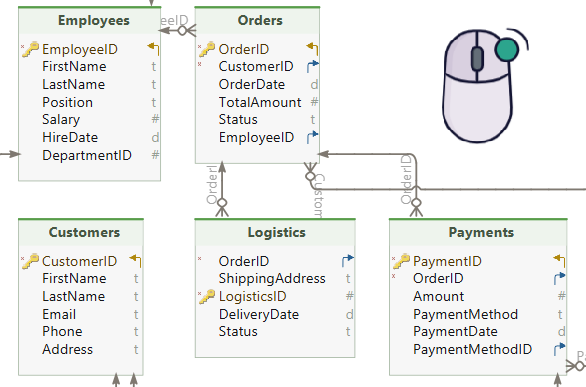 Employees
EmployeeID
FirstName t
LastName t
Position t
Salary #
HireDate d
DepartmentID #
eeID
Orders
OrderID
CustomerID
OrderDate d
TotalAmount #
Status t
EmployeeID
OrderI
Custom
OrderID
Customers
CustomerID
FirstName t
LastName t
Email t
Phone t
Address t
Logistics
OrderID
ShippingAddress t
LogisticsID #
DeliveryDate d
Status t
Payments
PaymentID
OrderID
Amount #
PaymentMethod t
PaymentDate d
PaymentMethodID